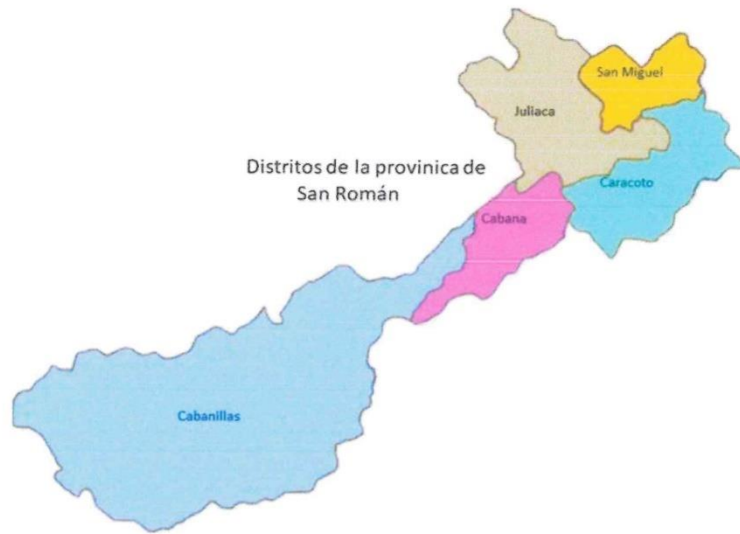 San Miguel
Juliaca
Distritos de la provinica de
San Román
Caracoto
Cabana
Cabanillas